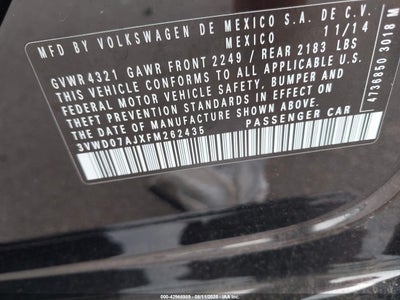 MFD BY VOLKSWAGEN DE MEXICO S.A. DE C.V.
MEXICO 11/14
GVWR 4321 GAWR FRONT 2249 / REAR 2183 LBS
THIS VEHICLE CONFORMS TO ALL APPLICABLE
FEDERAL MOTOR VEHICLE SAFETY, BUMPER AND
THEFT PREVENTION STANDARDS IN EFFECT ON
DATE OF MANUFACTURE SHOWN ABOVE.
3VWD07AJXFM262435 PASSENGER CAR
4736850 3018 M